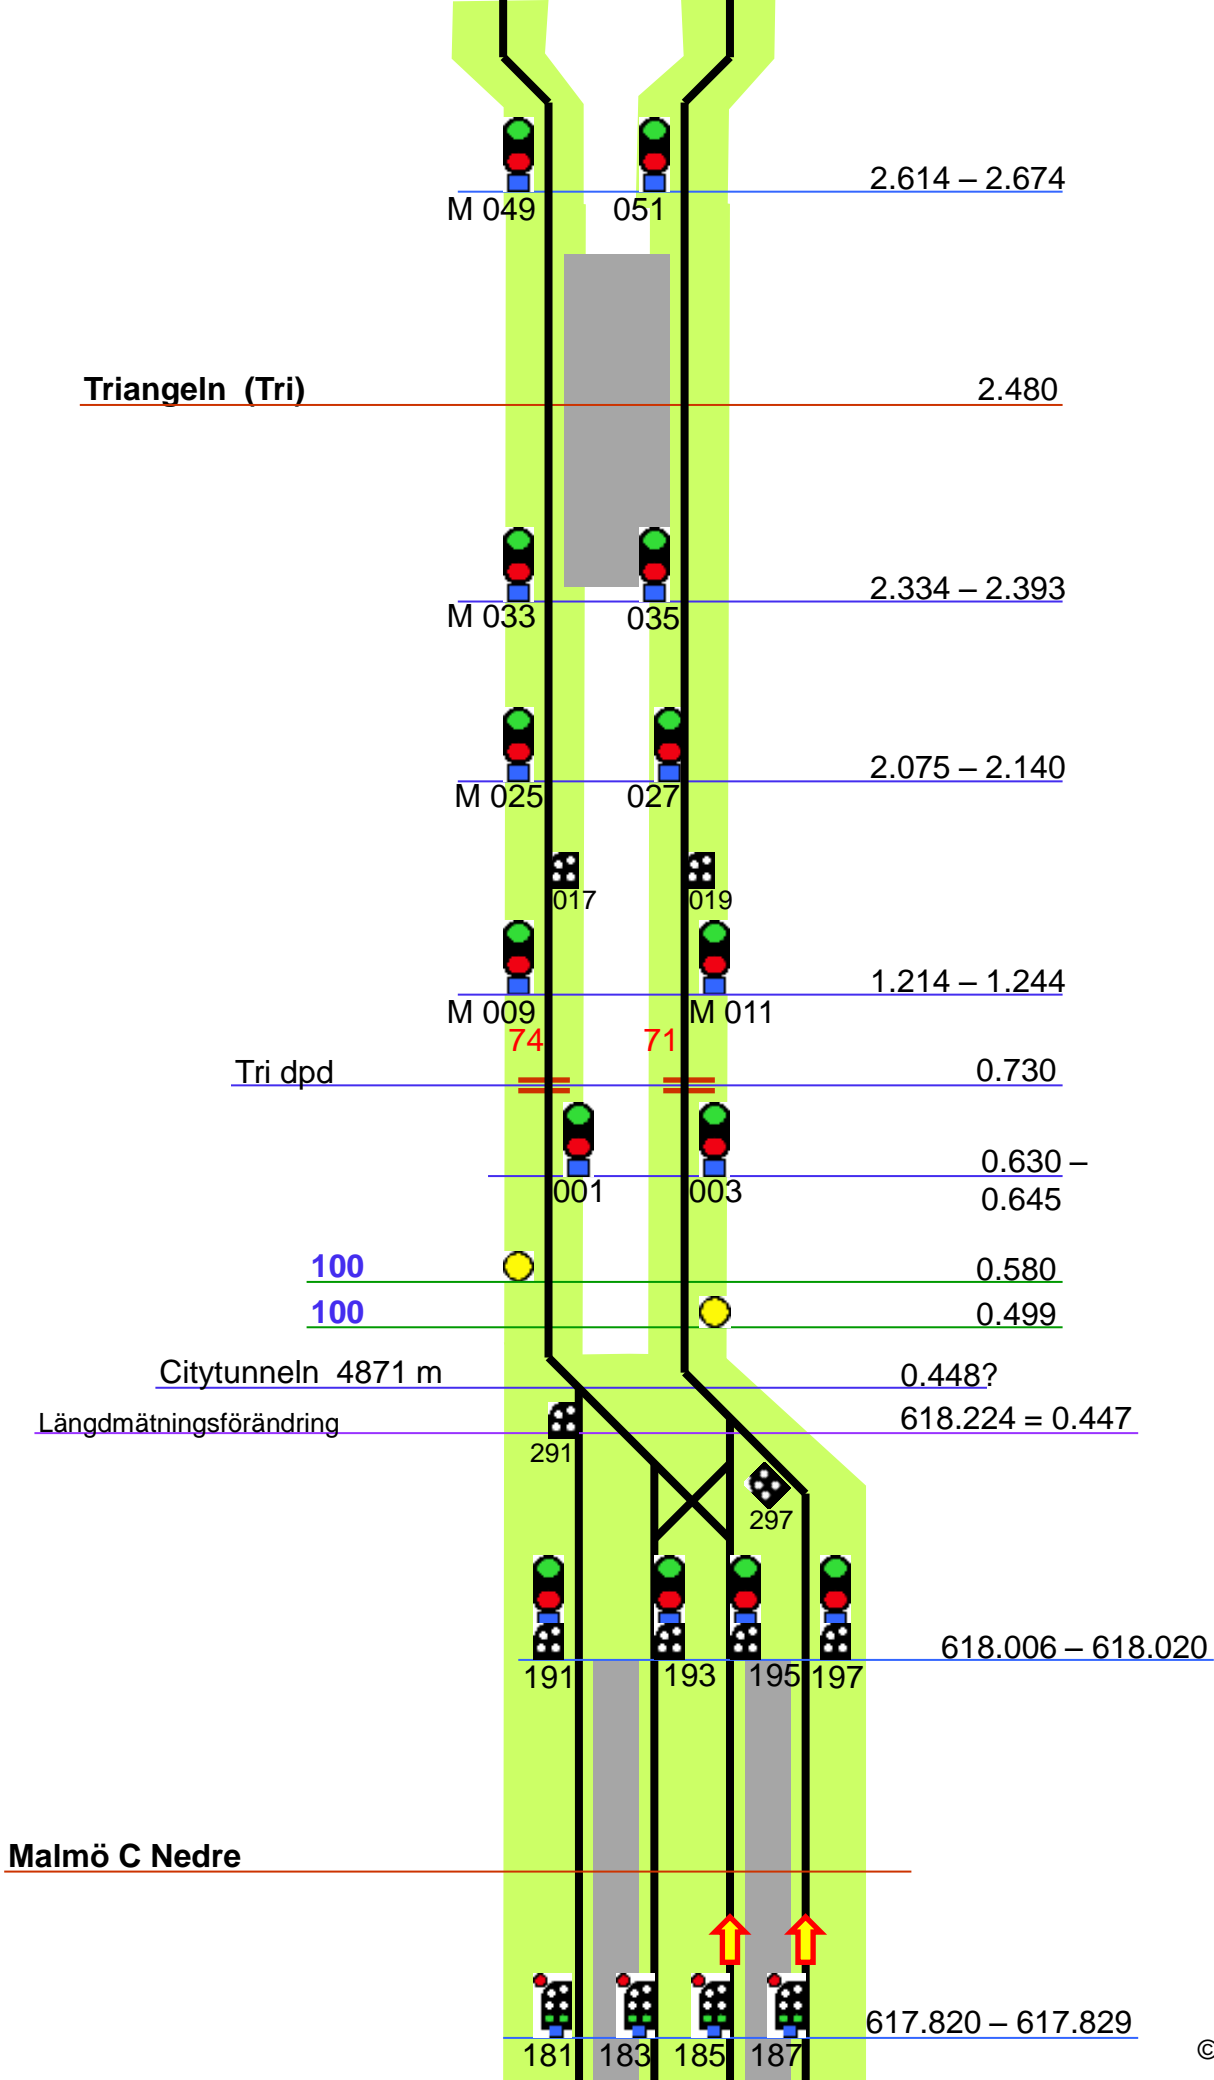 2.614 – 2.674
M 049 051
Triangeln (Tri) 2.480
2.334 – 2.393
M 033 035
2.075 – 2.140
M 025 027
017 019
1.214 – 1.244
M 009 M 011
74 71
Tri dpd 0.730
0.630 –
001 003 0.645
100 0.580
100 0.499
Citytunneln 4871 m 0.448?
Längdmätningsförändring 618.224 = 0.447
291
297
618.006 – 618.020
191 193 195 197
Malmö C Nedre
617.820 – 617.829
181 183 185 187
©